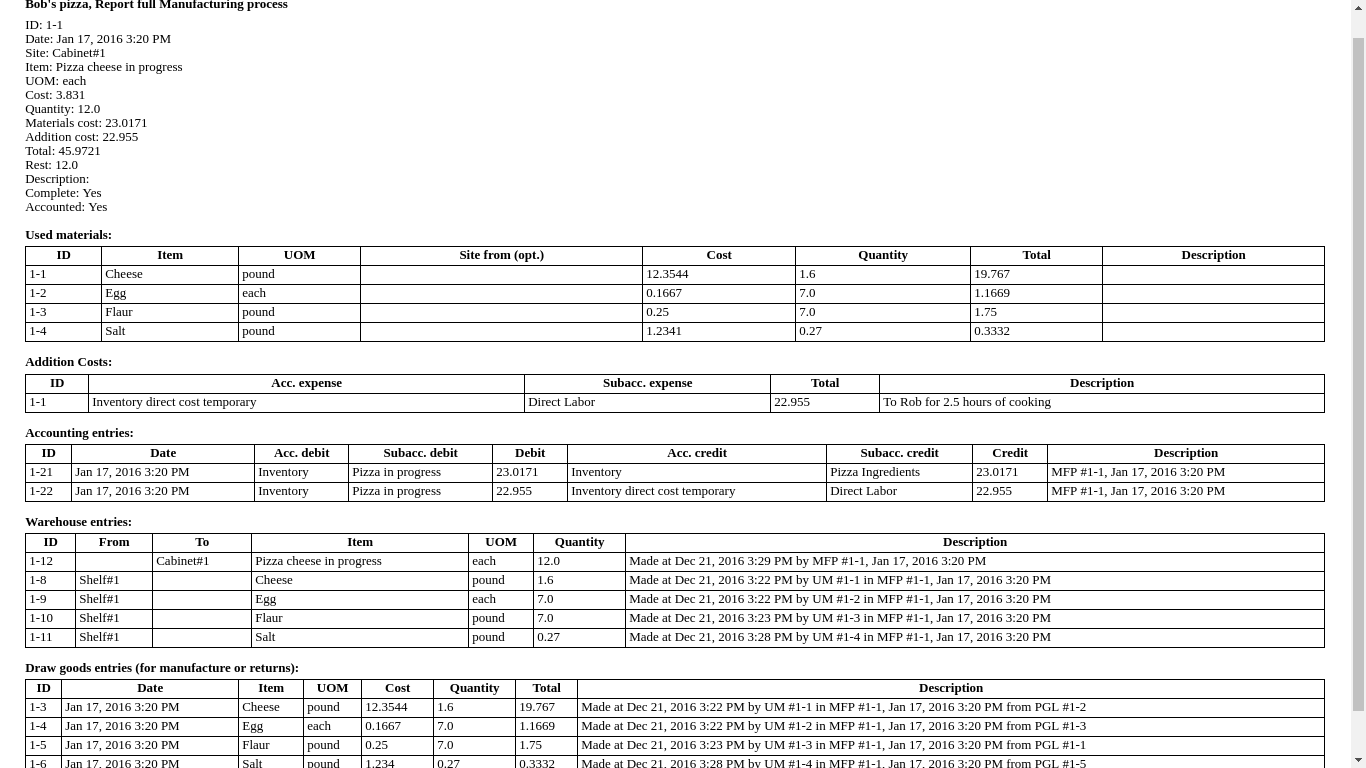 Bob's pizza, Report full Manufacturing process
ID: 1-1
Date: Jan 17, 2016 3:20 PM
Site: Cabinet#1
Item: Pizza cheese in progress
UOM: each
Cost: 3.831
Quantity: 12.0
Materials cost: 23.0171
Addition cost: 22.955
Total: 45.9721
Rest: 12.0
Description:
Complete: Yes
Accounted: Yes
Used materials:
ID Item UOM Site from (opt.) Cost Quantity Total Description
1-1 Cheese pound 12.3544 1.6 19.767
1-2 Egg each 0.1667 7.0 1.1669
1-3 Flaur pound 0.25 7.0 1.75
1-4 Salt pound 1.2341 0.27 0.3332
Addition Costs:
ID Acc. expense Subacc. expense Total Description
1-1 Inventory direct cost temporary Direct Labor 22.955 To Rob for 2.5 hours of cooking
Accounting entries:
ID Date Acc. debit Subacc. debit Debit Acc. credit Subacc. credit Credit Description
1-21 Jan 17, 2016 3:20 PM Inventory Pizza in progress 23.0171 Inventory Pizza Ingredients 23.0171 MFP #1-1, Jan 17, 2016 3:20 PM
1-22 Jan 17, 2016 3:20 PM Inventory Pizza in progress 22.955 Inventory direct cost temporary Direct Labor 22.955 MFP #1-1, Jan 17, 2016 3:20 PM
Warehouse entries:
ID From To Item UOM Quantity Description
1-12 Cabinet#1 Pizza cheese in progress each 12.0 Made at Dec 21, 2016 3:29 PM by MFP #1-1, Jan 17, 2016 3:20 PM
1-8 Shelf#1 Cheese pound 1.6 Made at Dec 21, 2016 3:22 PM by UM #1-1 in MFP #1-1, Jan 17, 2016 3:20 PM
1-9 Shelf#1 Egg each 7.0 Made at Dec 21, 2016 3:22 PM by UM #1-2 in MFP #1-1, Jan 17, 2016 3:20 PM
1-10 Shelf#1 Flaur pound 7.0 Made at Dec 21, 2016 3:23 PM by UM #1-3 in MFP #1-1, Jan 17, 2016 3:20 PM
1-11 Shelf#1 Salt pound 0.27 Made at Dec 21, 2016 3:28 PM by UM #1-4 in MFP #1-1, Jan 17, 2016 3:20 PM
Draw goods entries (for manufacture or returns):
ID Date Item UOM Cost Quantity Total Description
1-3 Jan 17, 2016 3:20 PM Cheese pound 12.3544 1.6 19.767 Made at Dec 21, 2016 3:22 PM by UM #1-1 in MFP #1-1, Jan 17, 2016 3:20 PM from PGL #1-2
1-4 Jan 17, 2016 3:20 PM Egg each 0.1667 7.0 1.1669 Made at Dec 21, 2016 3:22 PM by UM #1-2 in MFP #1-1, Jan 17, 2016 3:20 PM from PGL #1-3
1-5 Jan 17, 2016 3:20 PM Flaur pound 0.25 7.0 1.75 Made at Dec 21, 2016 3:23 PM by UM #1-3 in MFP #1-1, Jan 17, 2016 3:20 PM from PGL #1-1
1-6 Jan 17, 2016 3:20 PM Salt pound 1.234 0.27 0.3332 Made at Dec 21, 2016 3:28 PM by UM #1-4 in MFP #1-1, Jan 17, 2016 3:20 PM from PGL #1-5